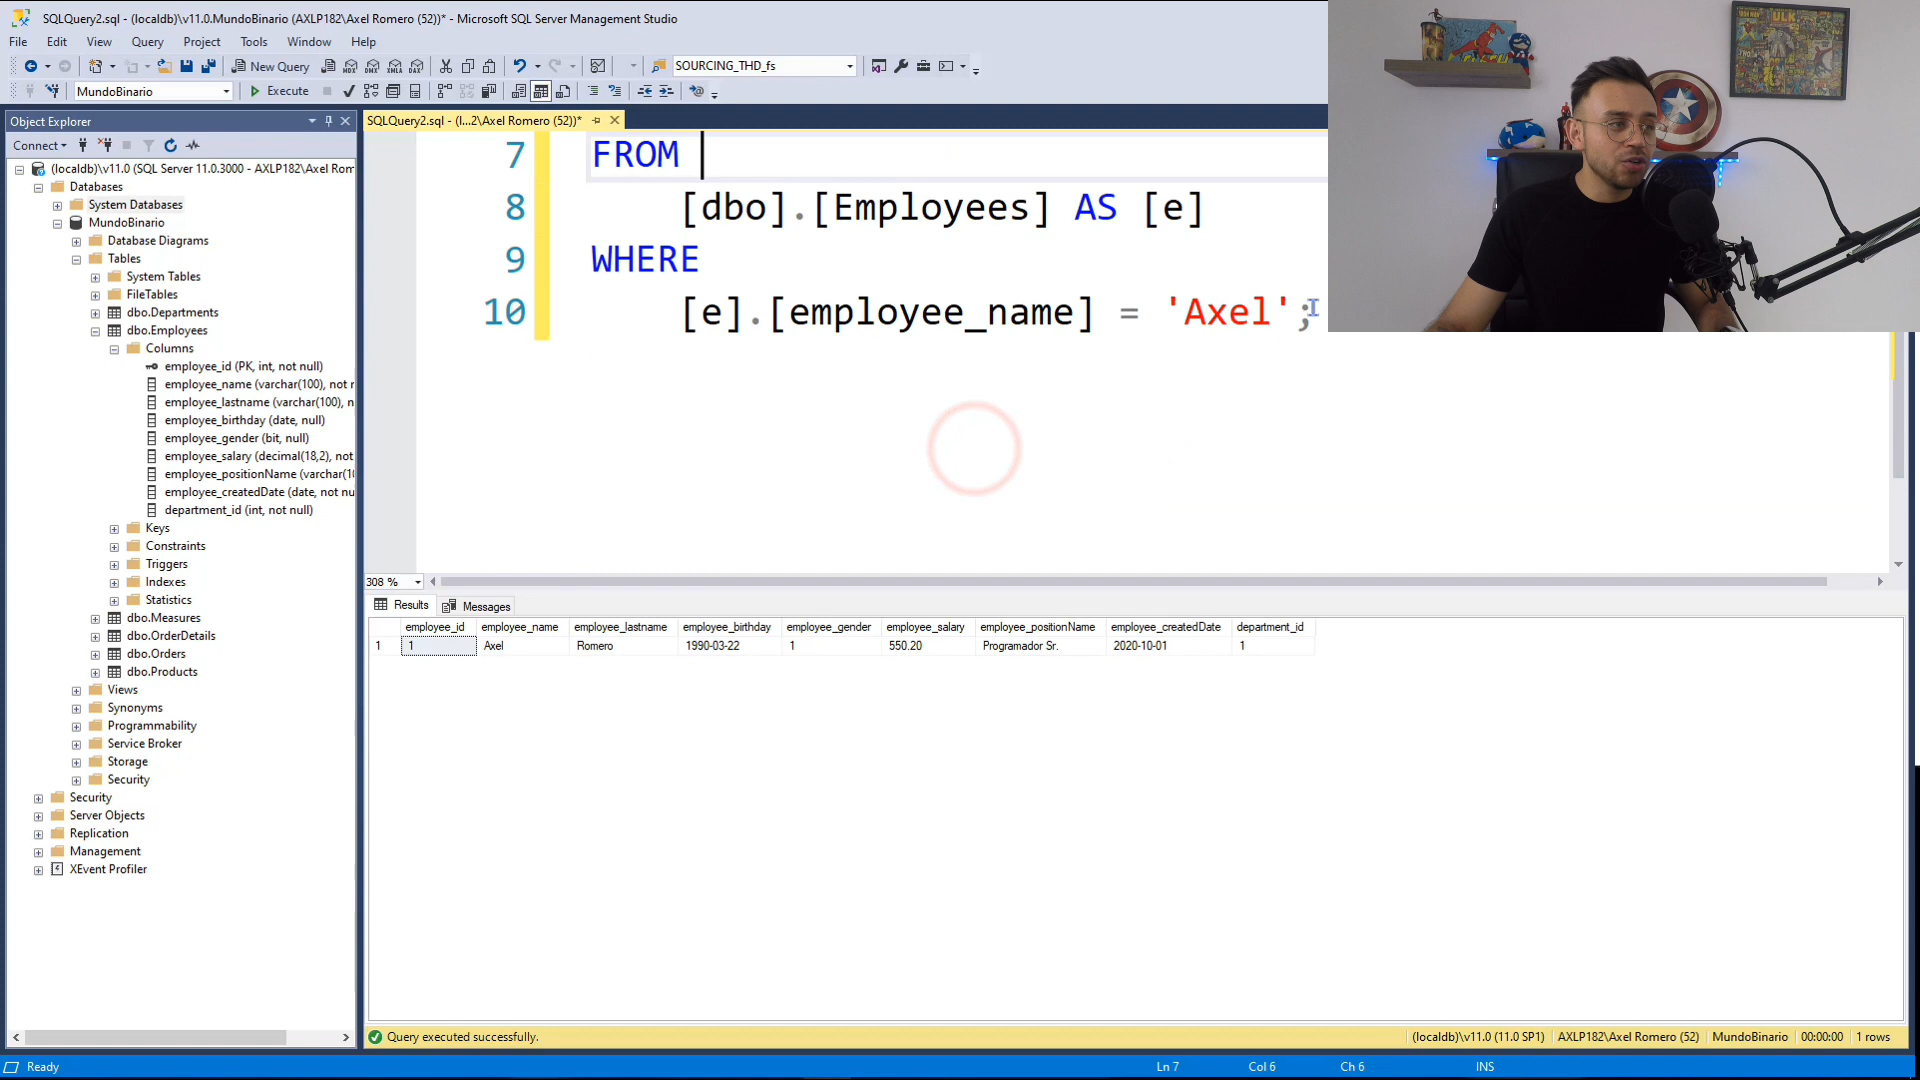 SQLQuery2.sql - (localdb)\v11.0.MundoBinario (AXLP182\Axel Romero (52))* - Microsoft SQL Server Management Studio
File Edit View Query Project Tools Window Help
New Query MDX DMX XMLA DAX SOURCING_THD_fs
MundoBinario Execute
Object Explorer
SQLQuery2.sql - (l...2\Axel Romero (52))*
Connect
(localdb)\v11.0 (SQL Server 11.0.3000 - AXLP182\Axel Rom
Databases
System Databases
MundoBinario
Database Diagrams
Tables
System Tables
FileTables
dbo.Departments
dbo.Employees
Columns
employee_id (PK, int, not null)
employee_name (varchar(100), not r
employee_lastname (varchar(100), n
employee_birthday (date, null)
employee_gender (bit, null)
employee_salary (decimal(18,2), not
employee_positionName (varchar(10
employee_createdDate (date, not nu
department_id (int, not null)
Keys
Constraints
Triggers
Indexes
Statistics
dbo.Measures
dbo.OrderDetails
dbo.Orders
dbo.Products
Views
Synonyms
Programmability
Service Broker
Storage
Security
Security
Server Objects
Replication
Management
XEvent Profiler
7 FROM
8 [dbo].[Employees] AS [e]
9 WHERE
10 [e].[employee_name] = 'Axel';
308 %
Results Messages
employee_id employee_name employee_lastname employee_birthday employee_gender employee_salary employee_positionName employee_createdDate department_id
1 1 Axel Romero 1990-03-22 1 550.20 Programador Sr. 2020-10-01 1
Query executed successfully. (localdb)\v11.0 (11.0 SP1) AXLP182\Axel Romero (52) MundoBinario 00:00:00 1 rows
Ready Ln 7 Col 6 Ch 6 INS